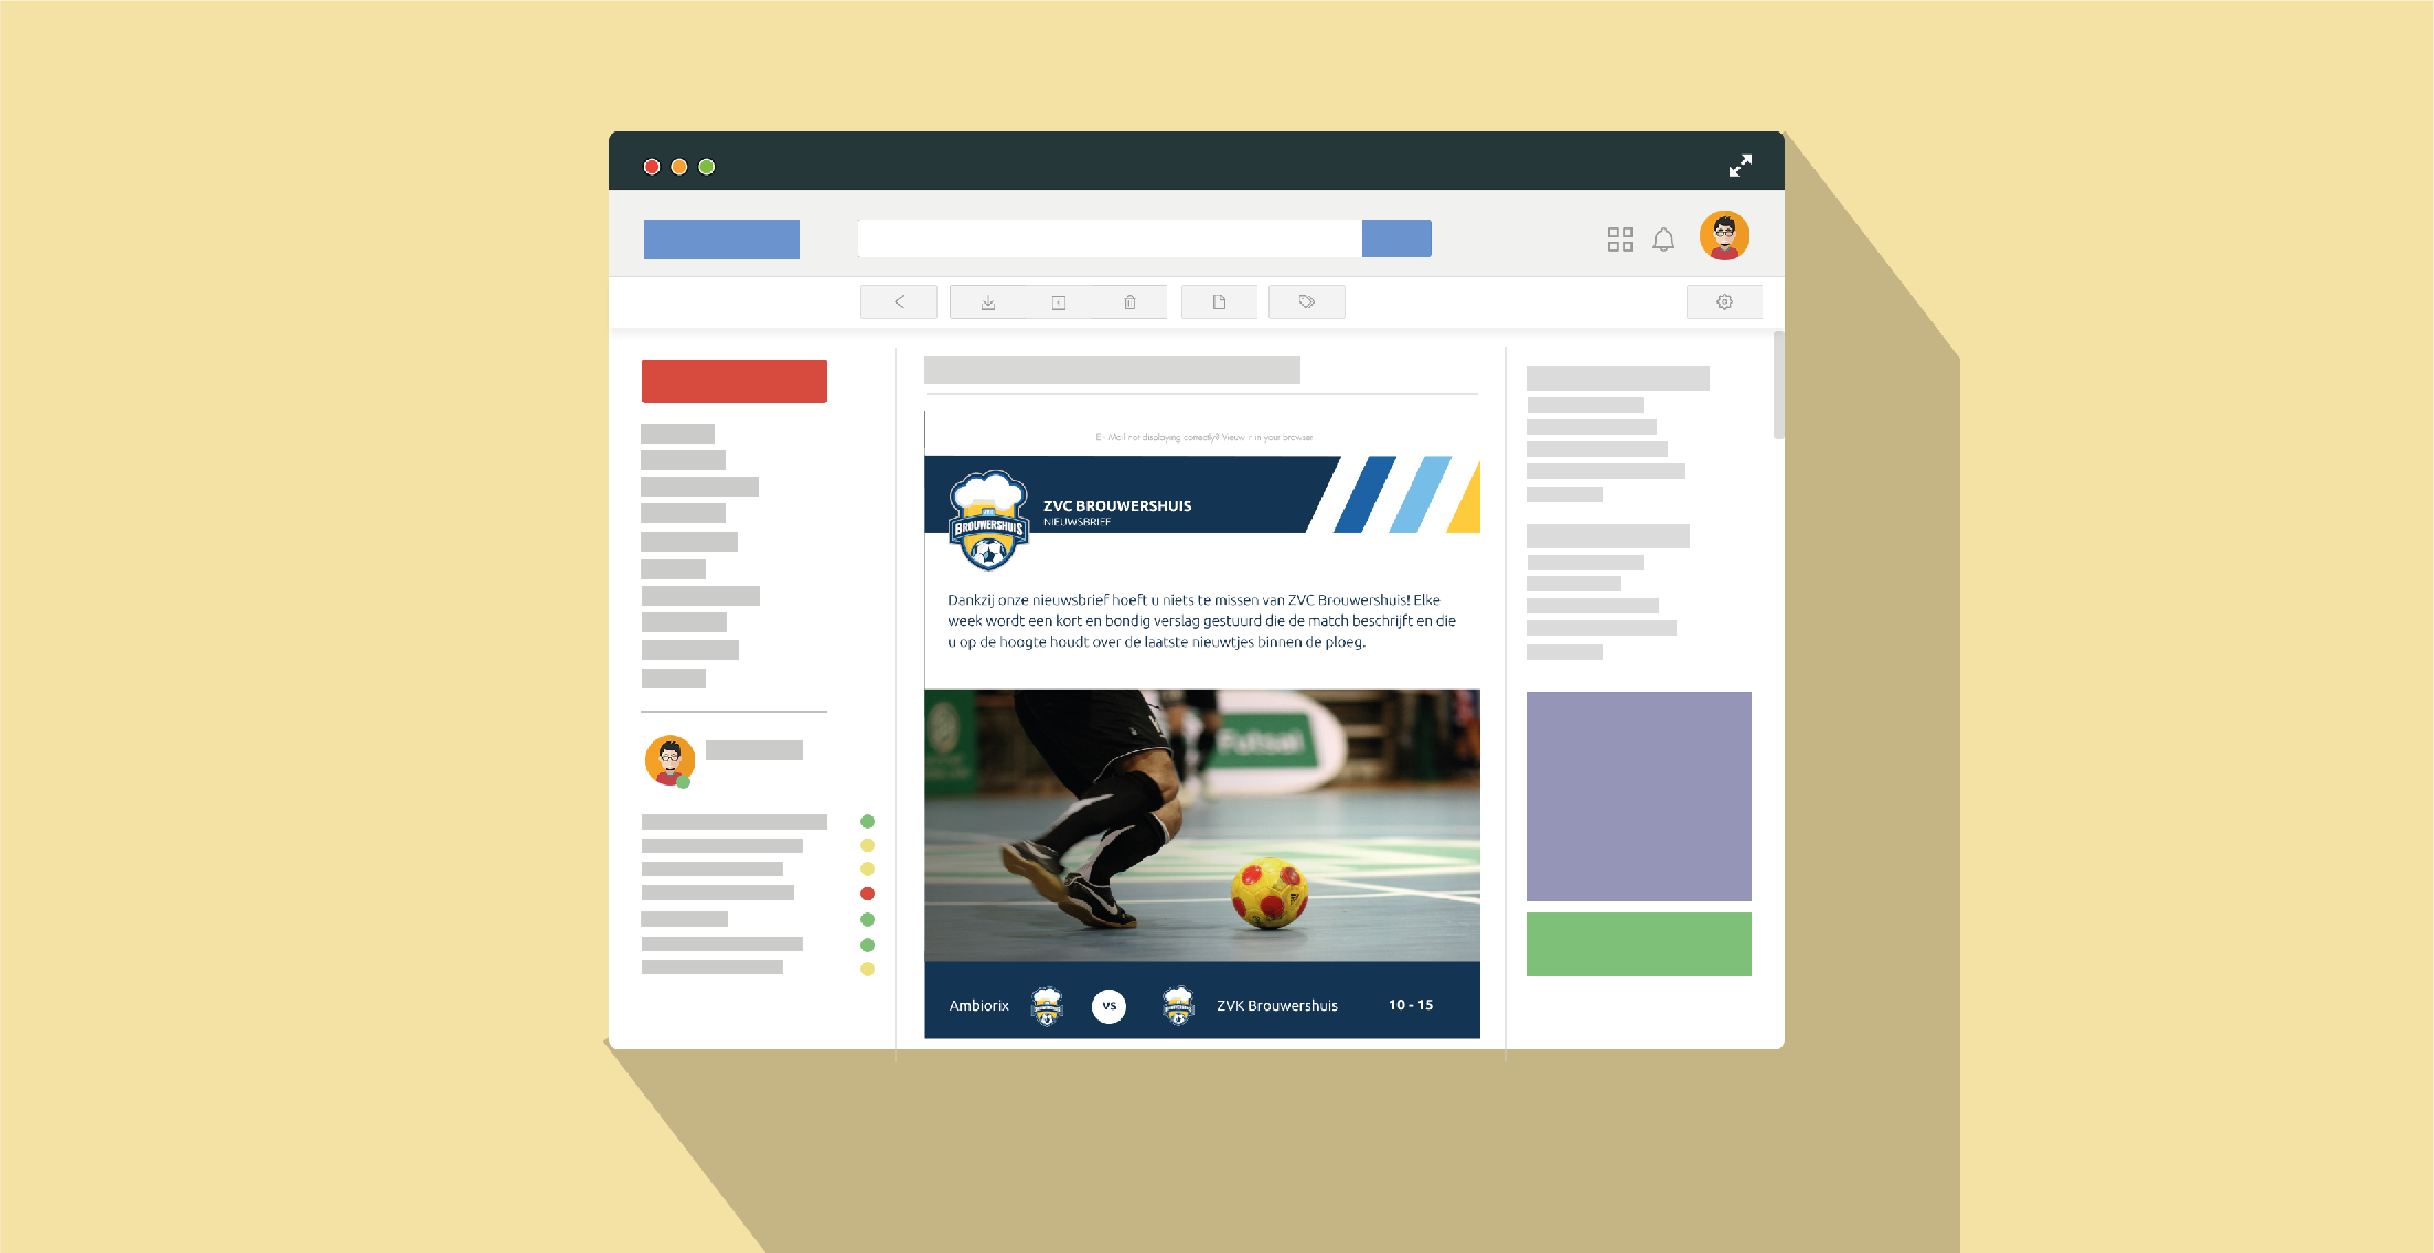 E - Mail not displaying correctly? Vieuw it in your browser
ZVC BROUWERSHUIS
NIEUWSBRIEF
BROUWERSHUIS
Dankzij onze nieuwsbrief hoeft u niets te missen van ZVC Brouwershuis! Elke
week wordt een kort en bondig verslag gestuurd die de match beschrijft en die
u op de hoogte houdt over de laatste nieuwtjes binnen de ploeg.
Futsal
Ambiorix vs ZVK Brouwershuis 10 - 15